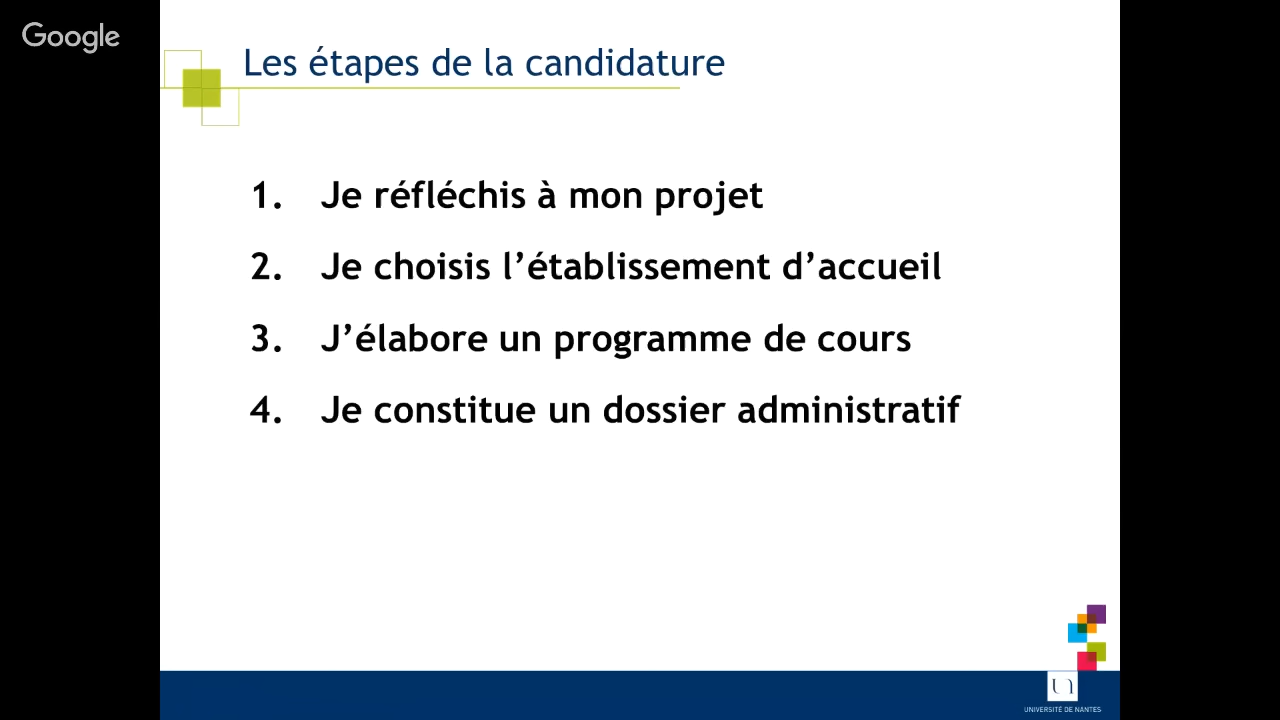 Google
Les étapes de la candidature
1. Je réfléchis à mon projet
2. Je choisis l’établissement d’accueil
3. J’élabore un programme de cours
4. Je constitue un dossier administratif
UNIVERSITÉ DE NANTES